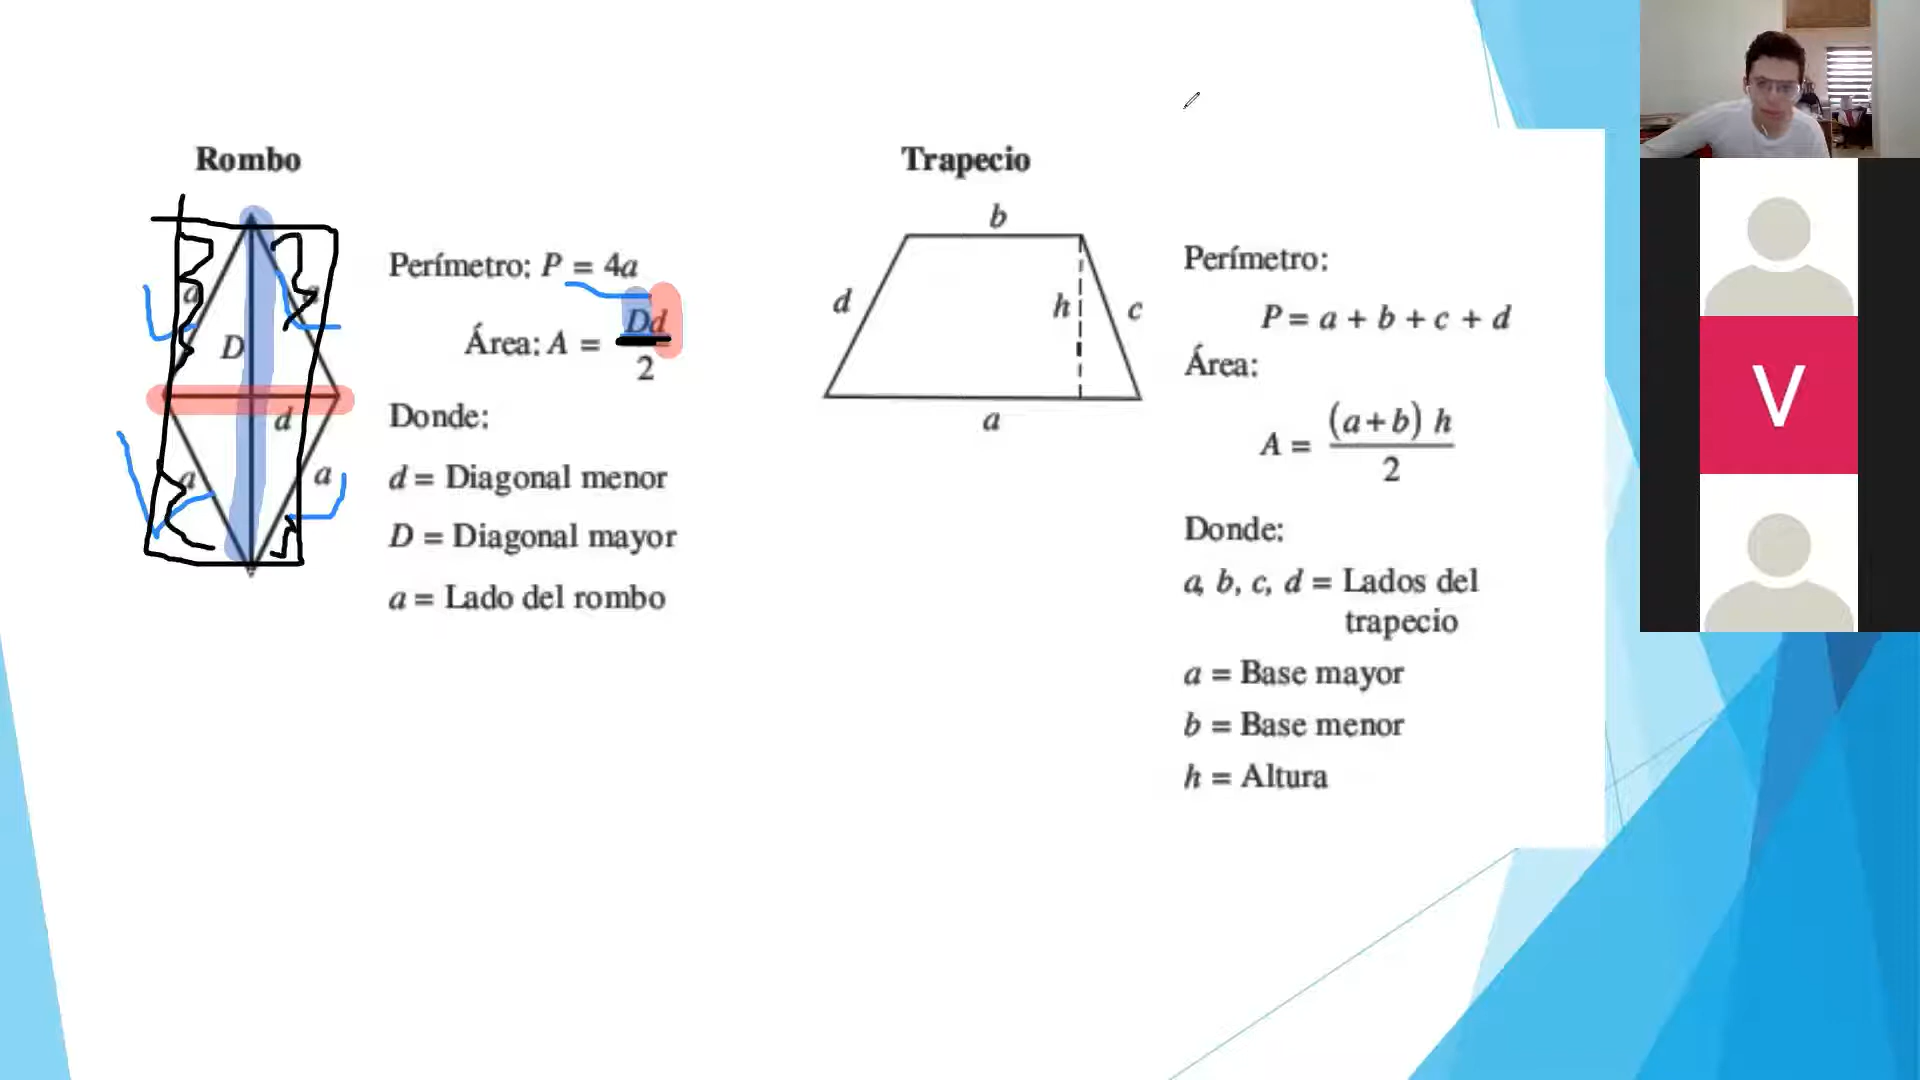 Rombo
a
a
D
d
a
a
Perímetro: P = 4a
Área: A = Dd
2
Donde:
d = Diagonal menor
D = Diagonal mayor
a = Lado del rombo
Trapecio
b
d
h
c
a
Perímetro:
P = a + b + c + d
Área:
A = (a+b) h
2
Donde:
a, b, c, d = Lados del
trapecio
a = Base mayor
b = Base menor
h = Altura
V